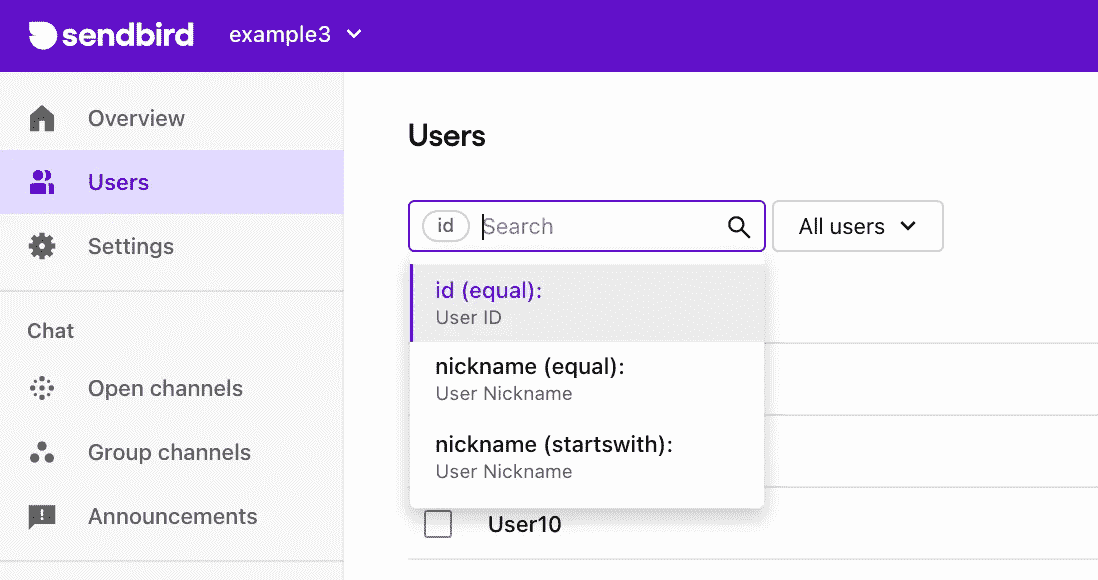 sendbird example3
Overview
Users
Settings
Chat
Open channels
Group channels
Announcements
Users
id Search All users
id (equal):
User ID
nickname (equal):
User Nickname
nickname (startswith):
User Nickname
User10